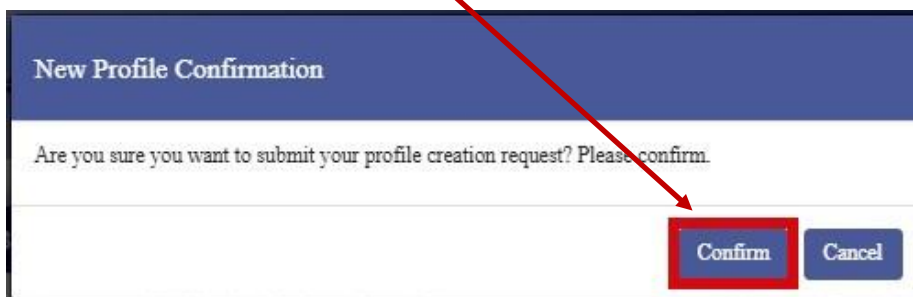 New Profile Confirmation
Are you sure you want to submit your profile creation request? Please confirm.
Confirm Cancel